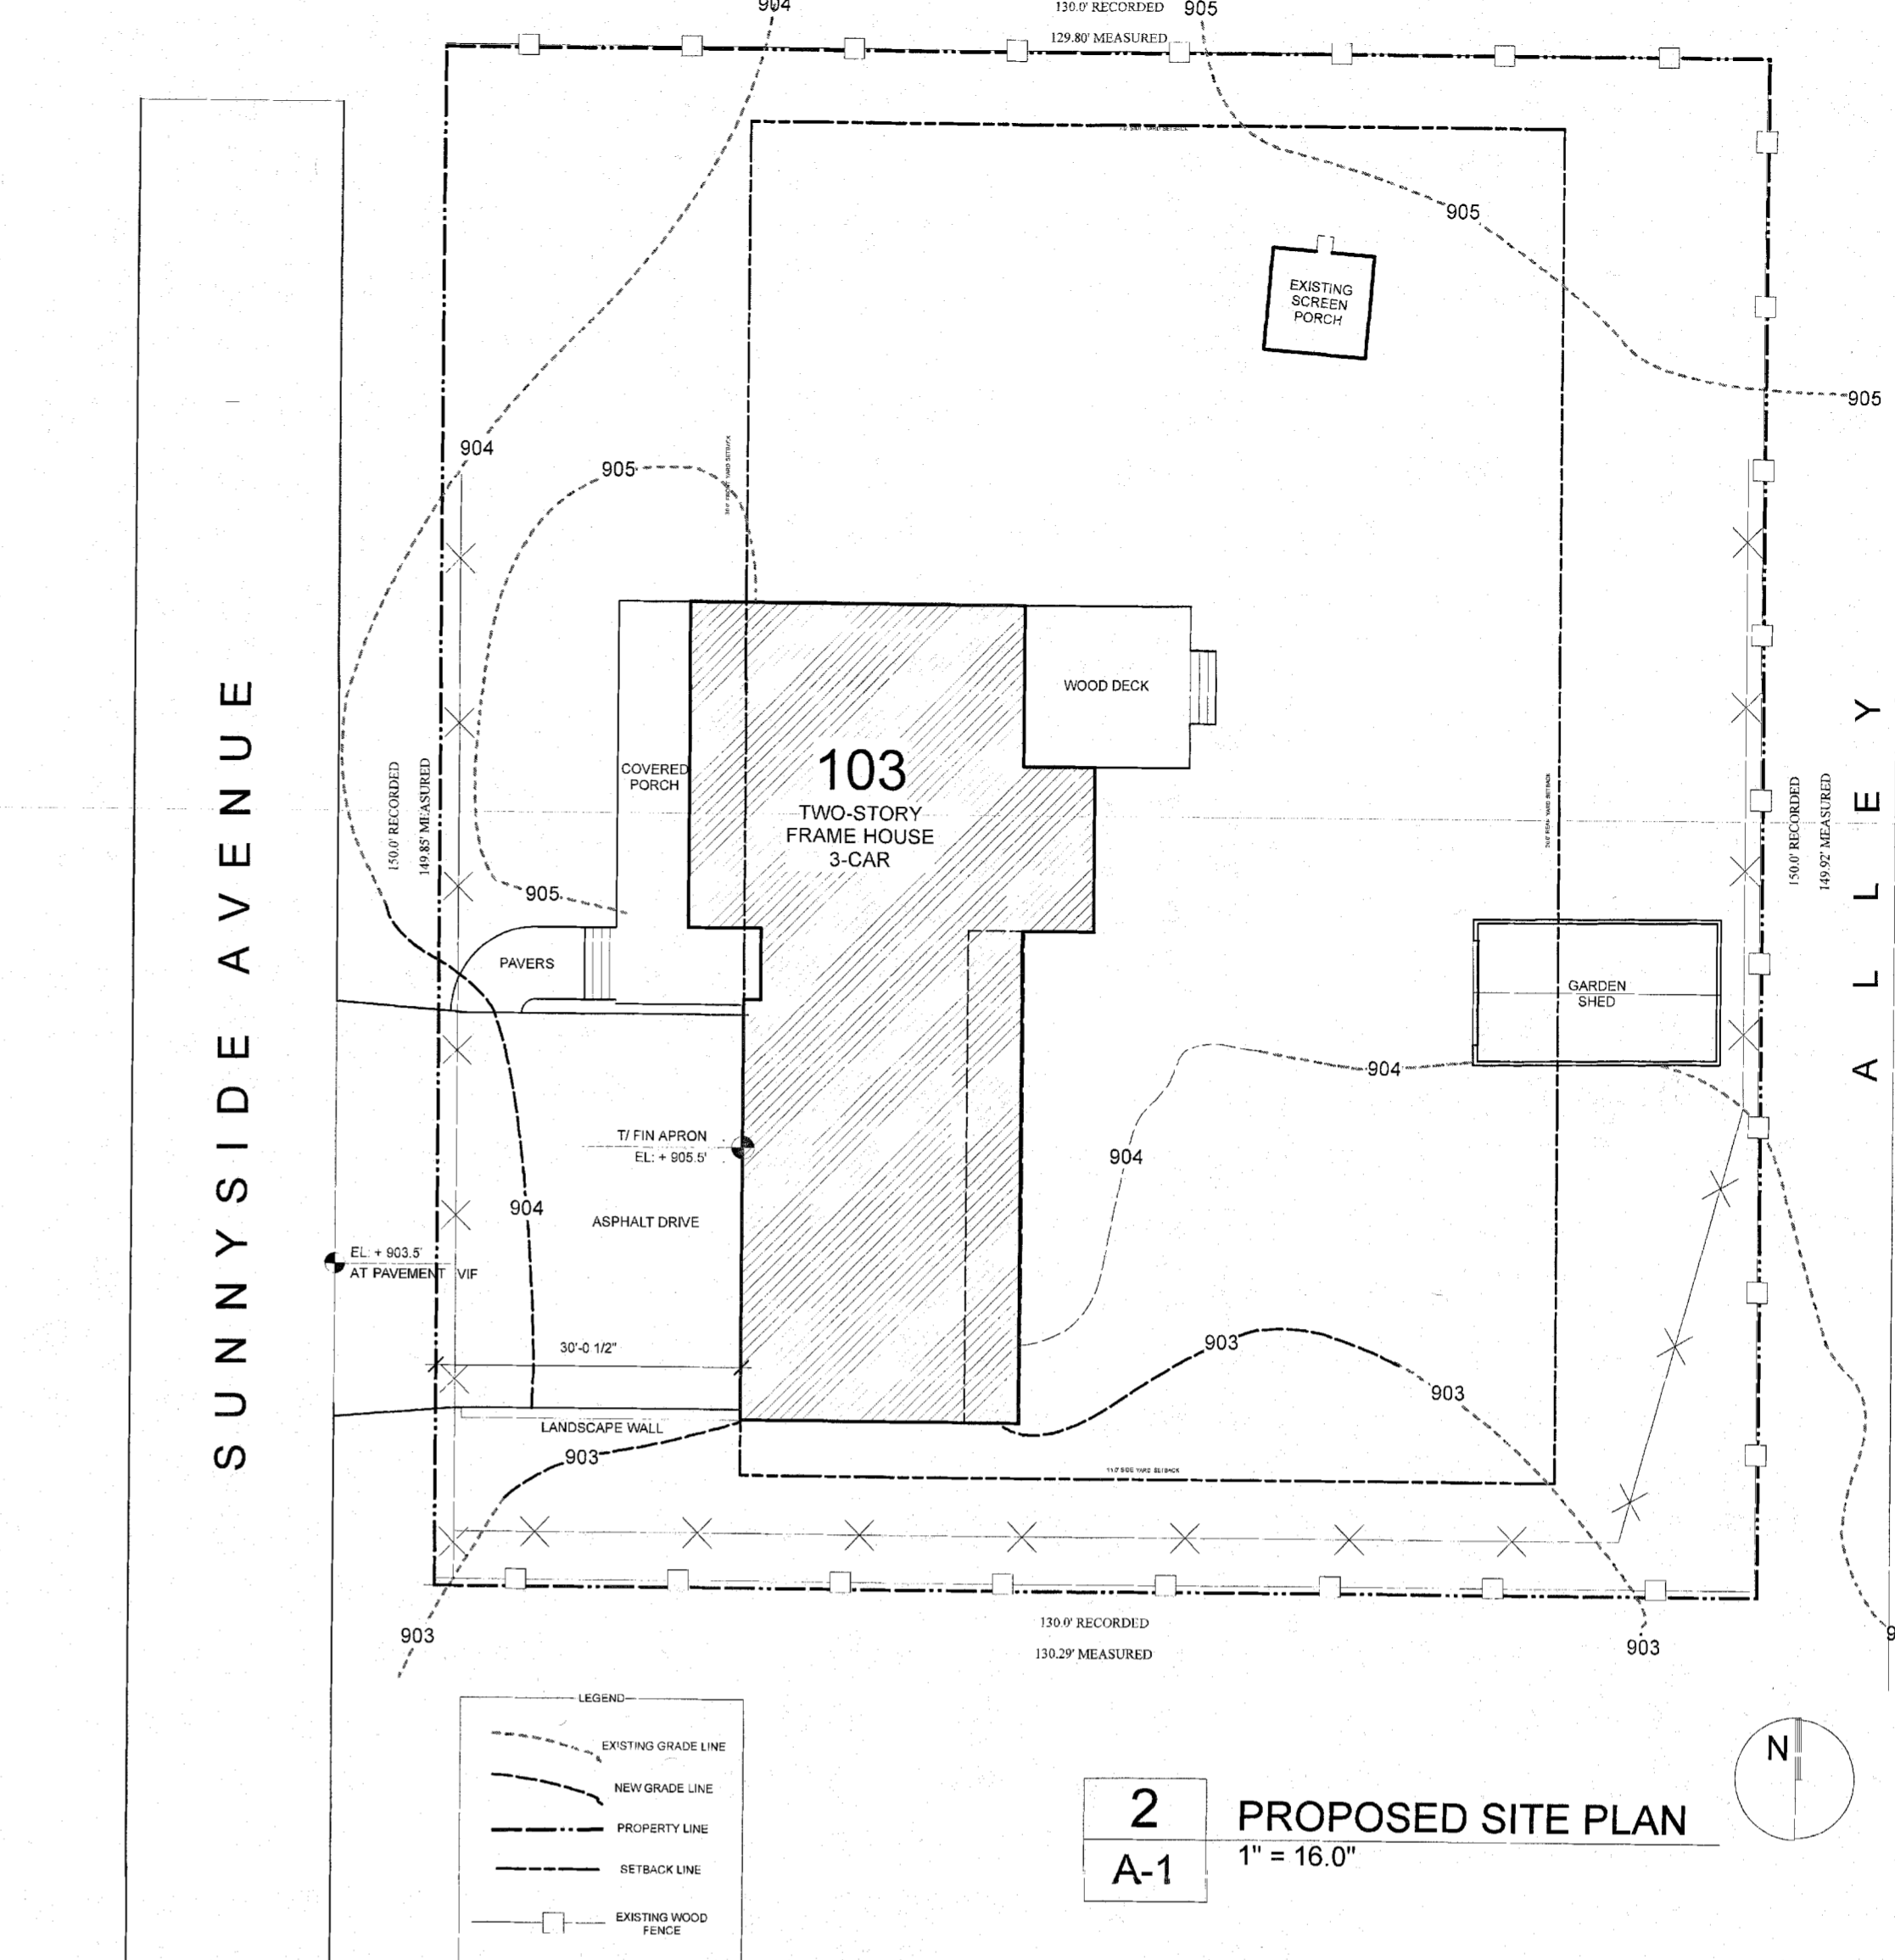 904
130.0' RECORDED
905
129.80' MEASURED
905
EXISTING
SCREEN
PORCH
905
904
905
WOOD DECK
COVERED
PORCH
103
TWO-STORY
FRAME HOUSE
3-CAR
SUNNYSIDE AVENUE
150.0' RECORDED
149.85' MEASURED
150.0' RECORDED
149.92' MEASURED
ALLEY
905
PAVERS
GARDEN
SHED
904
T/ FIN APRON
EL: + 905.5'
904
904
ASPHALT DRIVE
EL: + 903.5'
AT PAVEMENT VIF
30'-0 1/2"
903
903
LANDSCAPE WALL
903
11.0' SIDE YARD SETBACK
903
130.0' RECORDED
130.29' MEASURED
903
LEGEND
EXISTING GRADE LINE
NEW GRADE LINE
PROPERTY LINE
SETBACK LINE
EXISTING WOOD
FENCE
N
2
A-1
PROPOSED SITE PLAN
1" = 16.0"